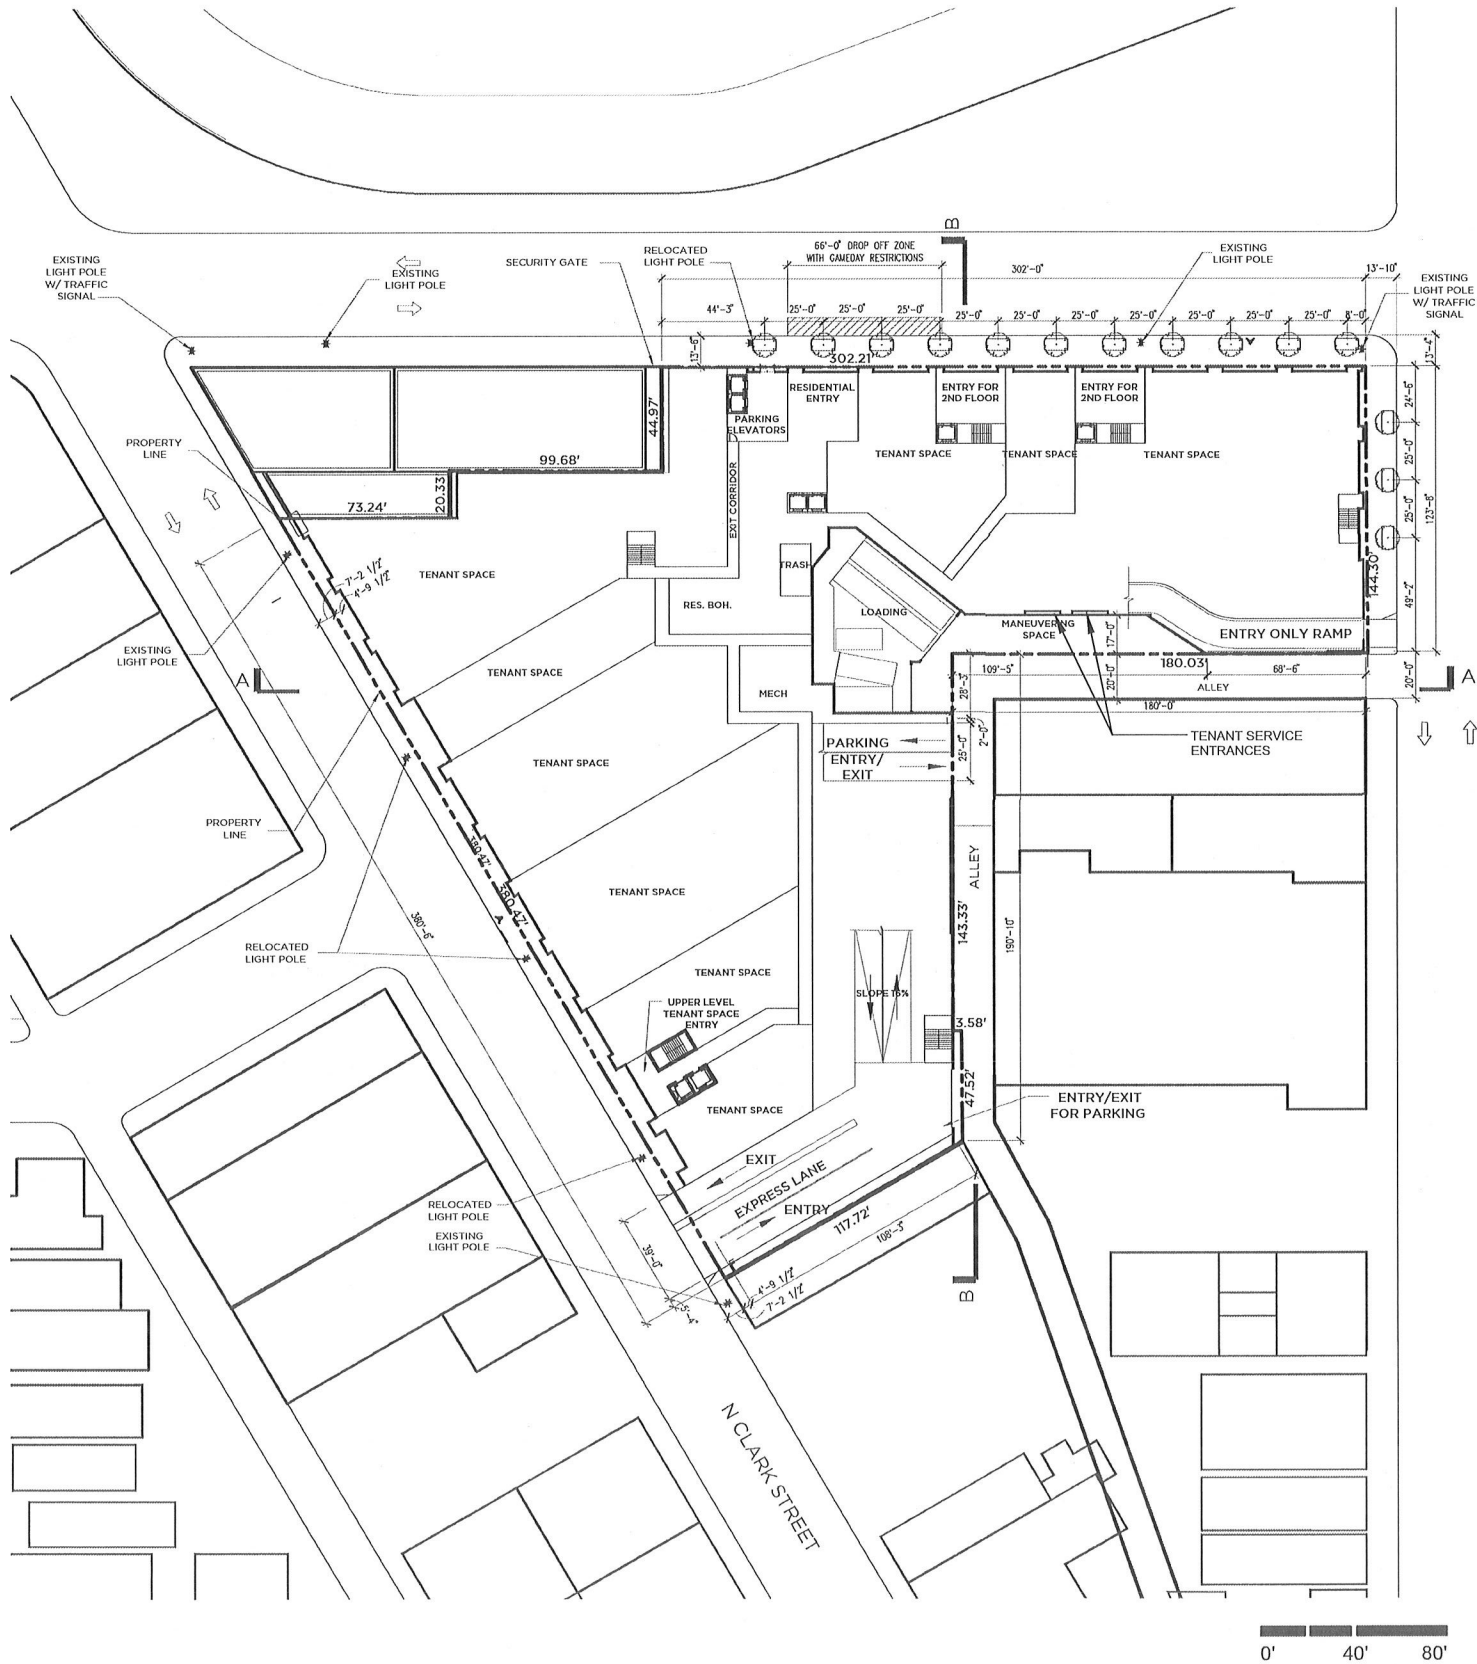 B
66'-0" DROP OFF ZONE
WITH GAMEDAY RESTRICTIONS
RELOCATED
LIGHT POLE
EXISTING
LIGHT POLE
EXISTING
LIGHT POLE
W/ TRAFFIC
SIGNAL
SECURITY GATE
EXISTING
LIGHT POLE
302'-0"
13'-10"
EXISTING
LIGHT POLE
W/ TRAFFIC
SIGNAL
44'-3"
25'-0"
25'-0"
25'-0"
25'-0"
25'-0"
25'-0"
25'-0"
25'-0"
25'-0"
25'-0"
8'-0"
13'-6"
302.21'
13'-4"
RESIDENTIAL
ENTRY
ENTRY FOR
2ND FLOOR
ENTRY FOR
2ND FLOOR
24'-6"
44.97'
PARKING
ELEVATORS
PROPERTY
LINE
99.68'
TENANT SPACE
TENANT SPACE
TENANT SPACE
25'-0"
73.24'
20.33'
EXIT CORRIDOR
25'-0"
123'-8"
TRASH
TENANT SPACE
144.30'
7'-2 1/2"
4'-9 1/2"
49'-2"
RES. BOH.
LOADING
MANEUVERING
SPACE
17'-0"
ENTRY ONLY RAMP
EXISTING
LIGHT POLE
TENANT SPACE
A
109'-5"
180.03'
68'-6"
20'-0"
20'-0"
A
MECH
28'-3"
ALLEY
180'-0"
PARKING
ENTRY/
EXIT
25'-0"
2'-0"
TENANT SERVICE
ENTRANCES
TENANT SPACE
PROPERTY
LINE
380.47'
380.47'
TENANT SPACE
ALLEY
143.33'
190'-10"
380'-6"
RELOCATED
LIGHT POLE
TENANT SPACE
UPPER LEVEL
TENANT SPACE
ENTRY
SLOPE 16%
3.58'
47.52'
TENANT SPACE
ENTRY/EXIT
FOR PARKING
EXIT
EXPRESS LANE
ENTRY
RELOCATED
LIGHT POLE
EXISTING
LIGHT POLE
117.72'
108'-3"
39'-0"
5'-4"
4'-9 1/2"
7'-2 1/2"
B
N CLARK STREET
0'
40'
80'